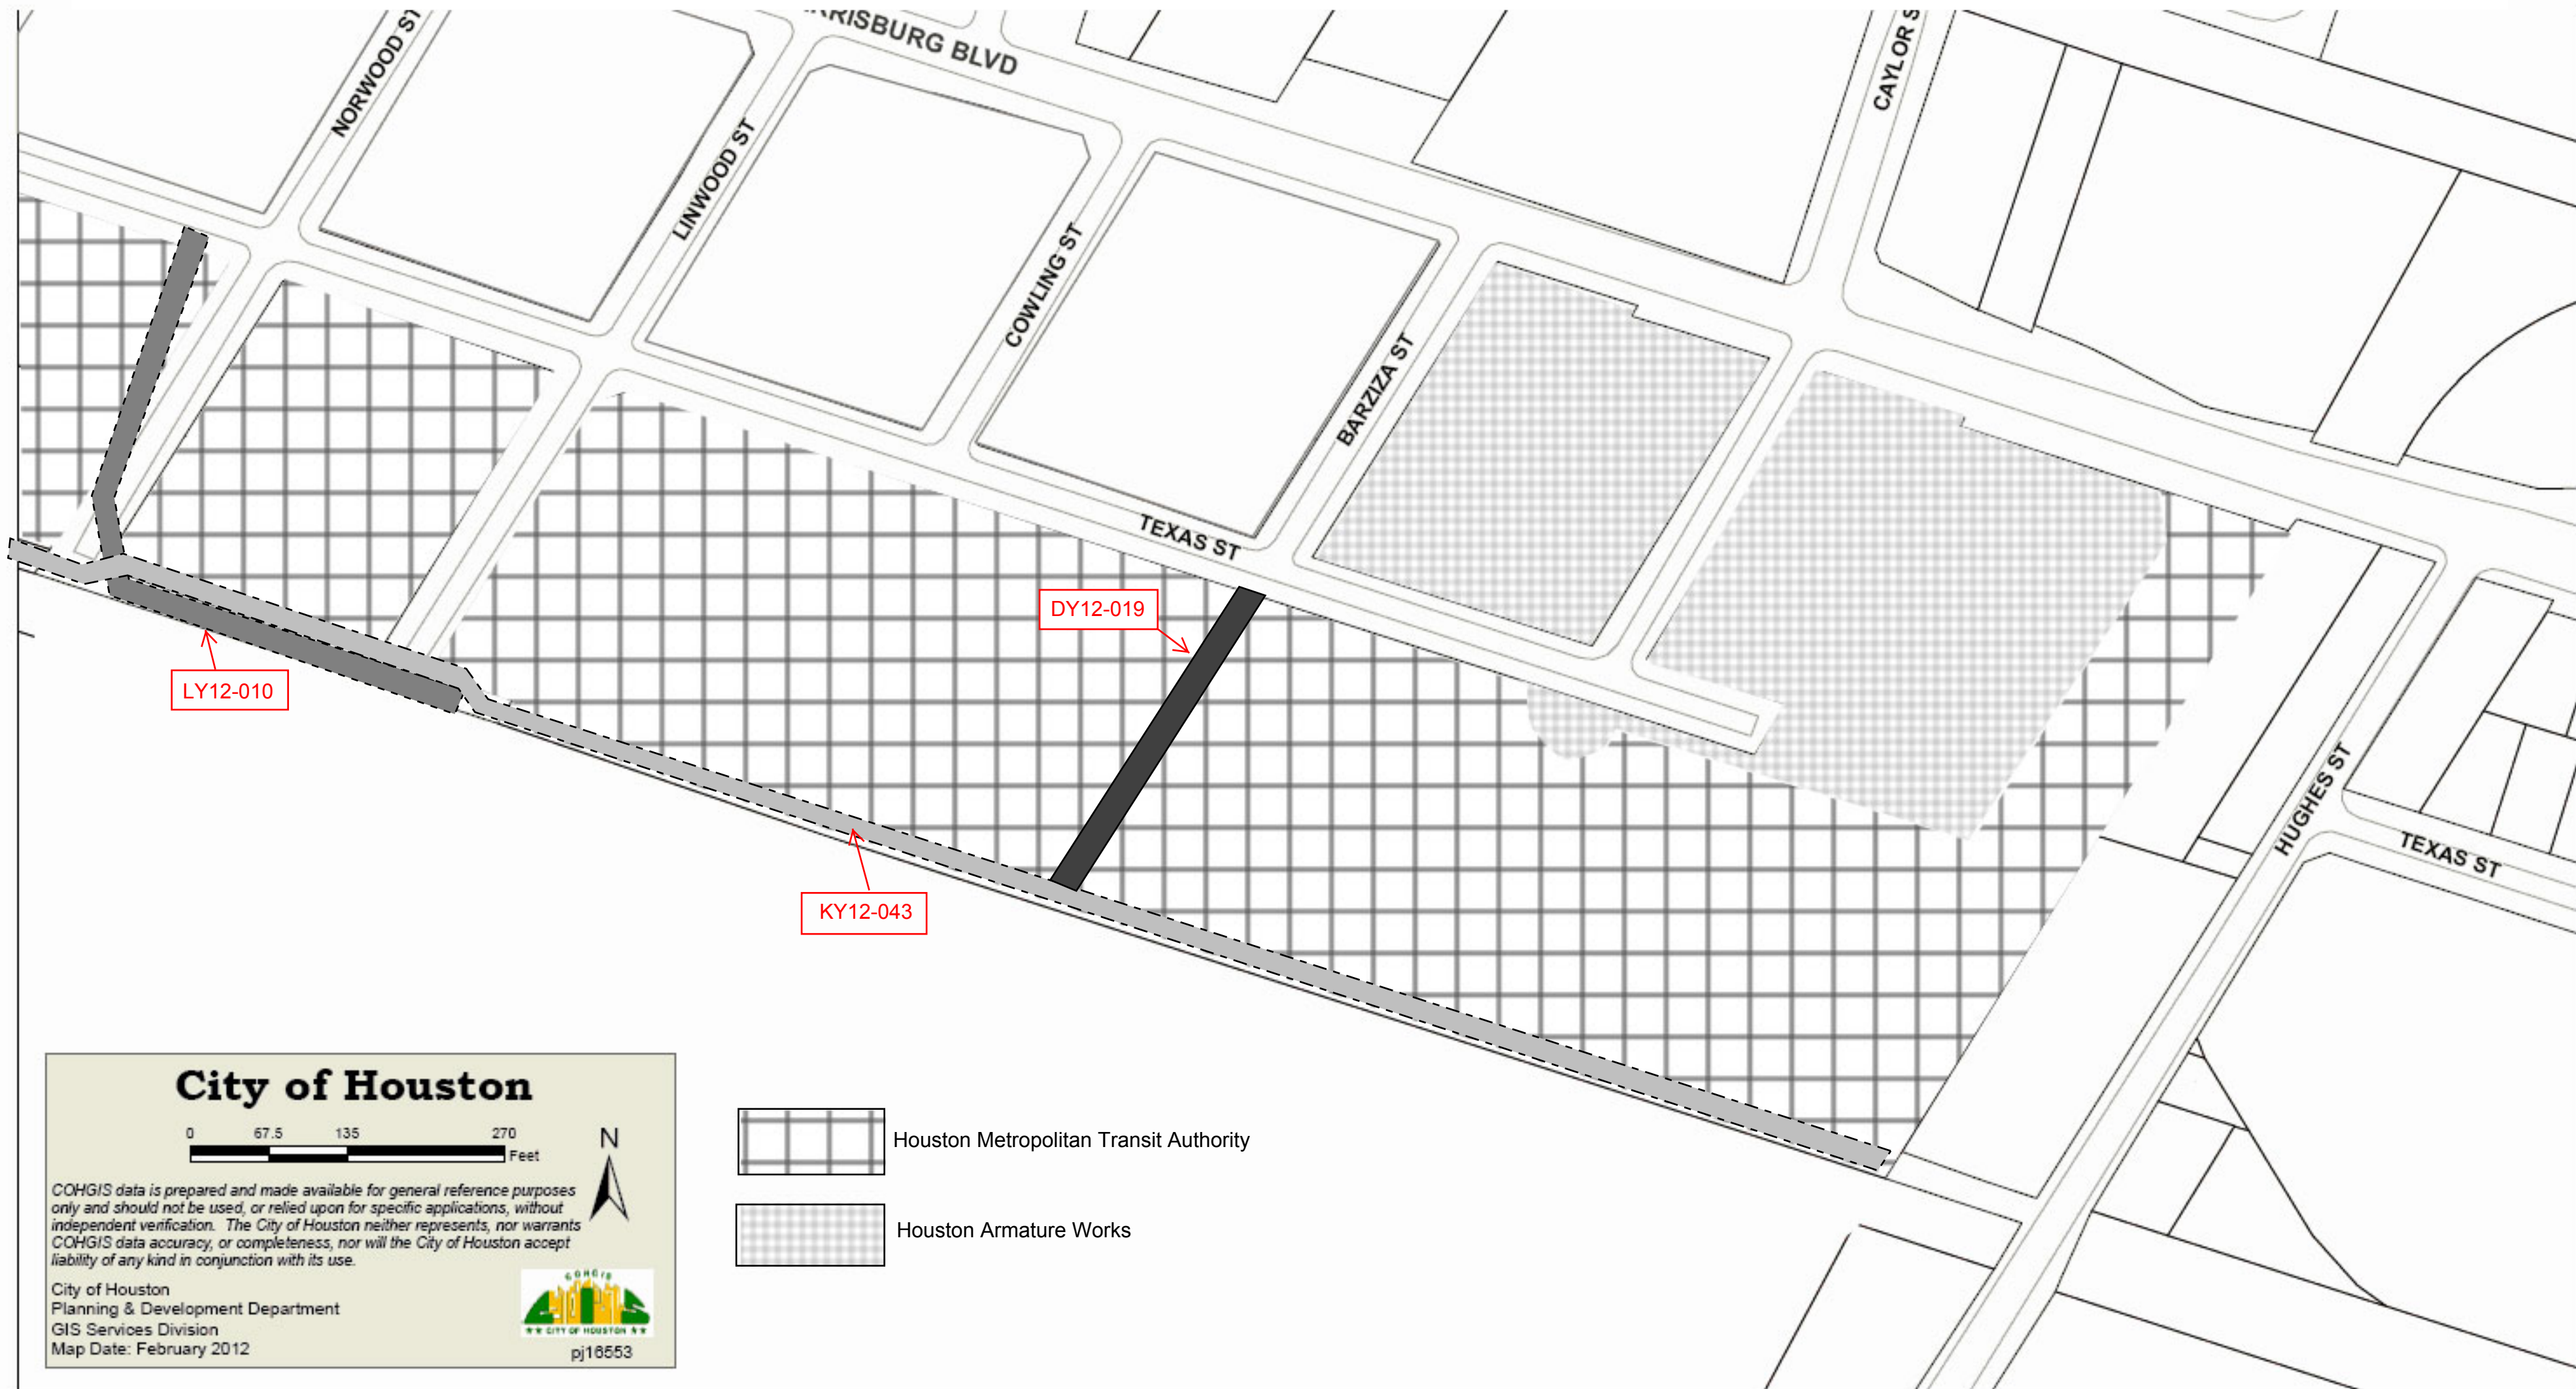 NORWOOD ST
LINWOOD ST
BLVD
COWLING ST
CAYLOR
BARZIZA ST
TEXAS ST
HUGHES ST
TEXAS ST
DY12-019
LY12-010
KY12-043
City of Houston
0 67.5 135 270
Feet
N
COHGIS data is prepared and made available for general reference purposes
only and should not be used, or relied upon for specific applications, without
independent verification. The City of Houston neither represents, nor warrants
COHGIS data accuracy, or completeness, nor will the City of Houston accept
liability of any kind in conjunction with its use.
City of Houston
Planning & Development Department
GIS Services Division
Map Date: February 2012
COHGIS
CITY OF HOUSTON
pj16553
Houston Metropolitan Transit Authority
Houston Armature Works